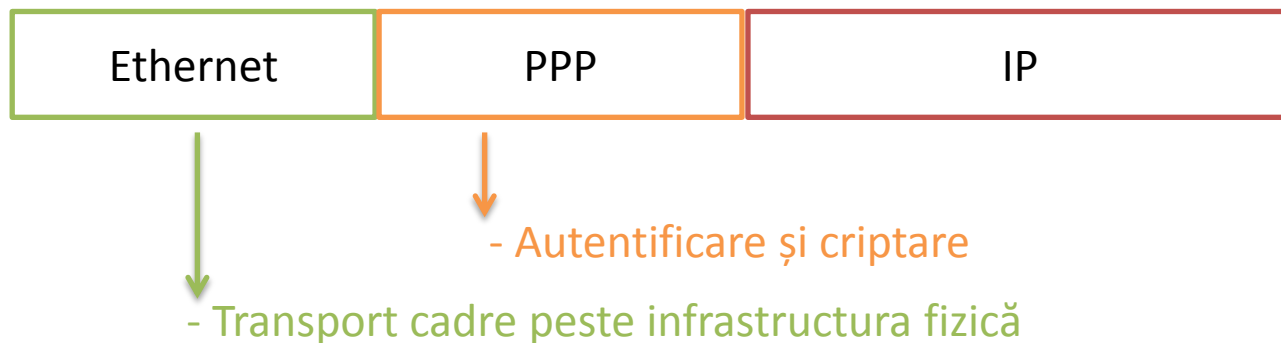 Ethernet PPP IP
- Autentificare și criptare
- Transport cadre peste infrastructura fizică